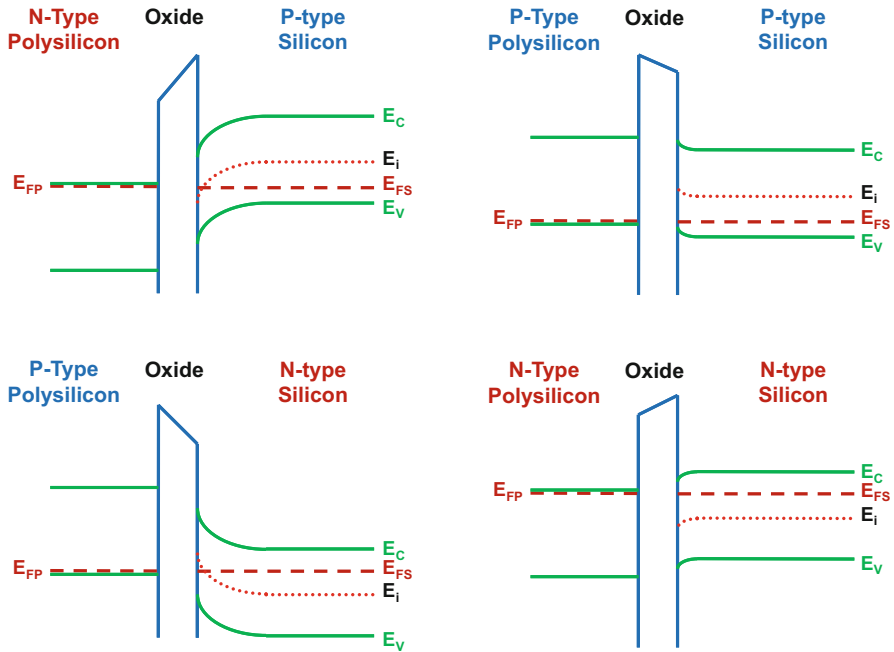 N-Type
Polysilicon
Oxide
P-type
Silicon
E_C
E_i
E_FP
E_FS
E_V
P-Type
Polysilicon
Oxide
P-type
Silicon
E_C
E_i
E_FP
E_FS
E_V
P-Type
Polysilicon
Oxide
N-type
Silicon
E_C
E_FP
E_FS
E_i
E_V
N-Type
Polysilicon
Oxide
N-type
Silicon
E_C
E_FP
E_FS
E_i
E_V